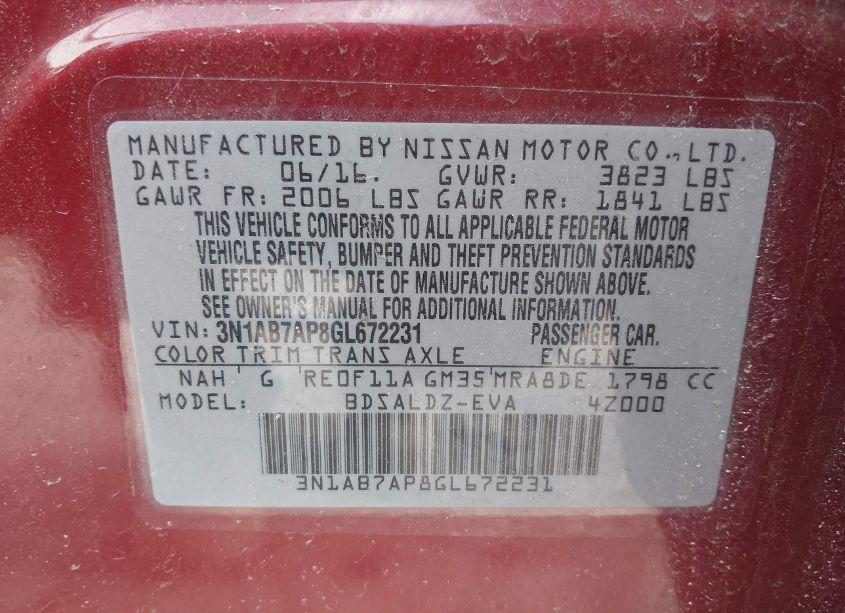 MANUFACTURED BY NISSAN MOTOR CO., LTD.
DATE: 06/16. GVWR: 3823 LBS
GAWR FR: 2006 LBS GAWR RR: 1841 LBS
THIS VEHICLE CONFORMS TO ALL APPLICABLE FEDERAL MOTOR
VEHICLE SAFETY, BUMPER AND THEFT PREVENTION STANDARDS
IN EFFECT ON THE DATE OF MANUFACTURE SHOWN ABOVE.
SEE OWNER'S MANUAL FOR ADDITIONAL INFORMATION.
VIN: 3N1AB7AP8GL672231 PASSENGER CAR.
COLOR TRIM TRANS AXLE ENGINE
NAH G RE0F11A GM35 MRA8DE 1798 CC
MODEL: BDSALDZ-EVA 4Z000
3N1AB7AP8GL672231